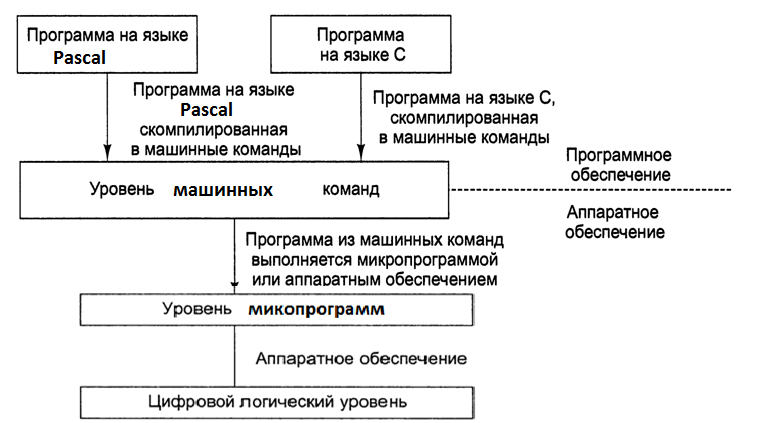 Программа на языке
Pascal
Программа
на языке C
Программа на языке
Pascal
скомпилированная
в машинные команды
Программа на языке C,
скомпилированная
в машинные команды
Программное
обеспечение
Уровень машинных команд
Аппаратное
обеспечение
Программа из машинных команд
выполняется микропрограммой
или аппаратным обеспечением
Уровень микопрограмм
Аппаратное обеспечение
Цифровой логический уровень